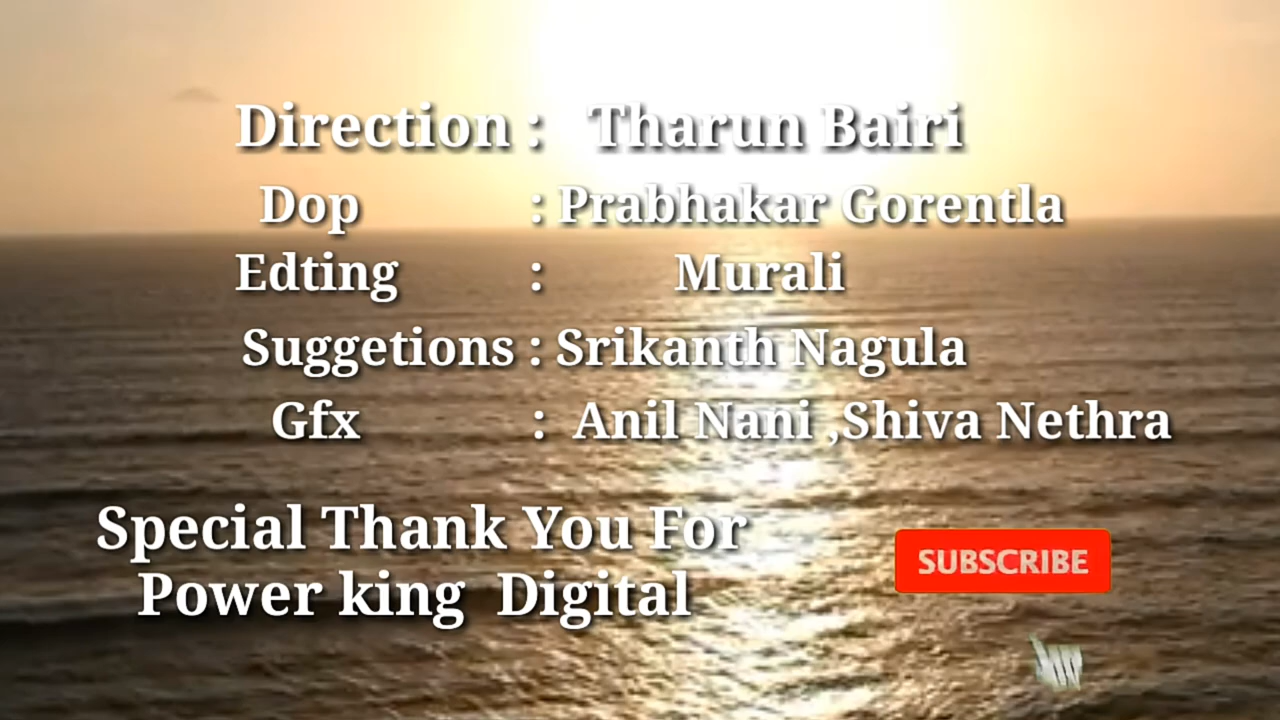 Direction : Tharun Bairi
Dop : Prabhakar Gorentla
Edting : Murali
Suggetions : Srikanth Nagula
Gfx : Anil Nani ,Shiva Nethra
Special Thank You For
Power king Digital
SUBSCRIBE